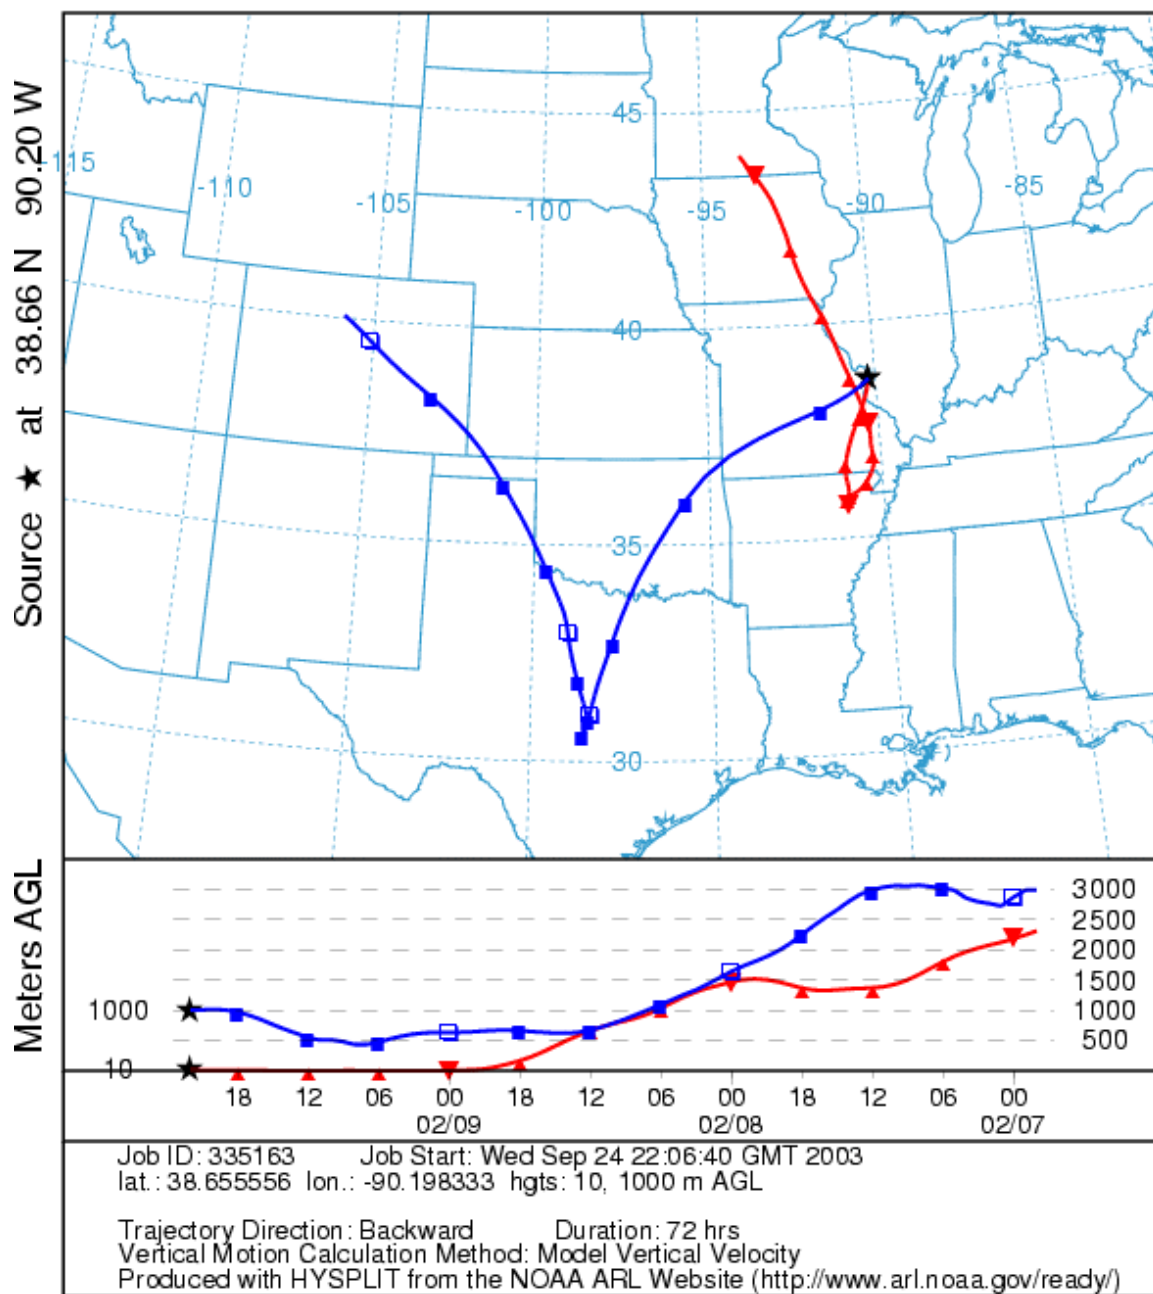 Source ★ at 38.66 N 90.20 W
45
-115
-110
-105
-100
-95
-90
-85
40
35
30
Meters AGL
3000
2500
2000
1500
1000 1000
500
10
18 12 06 00 18 12 06 00 18 12 06 00
02/09 02/08 02/07
Job ID: 335163 Job Start: Wed Sep 24 22:06:40 GMT 2003
lat.: 38.655556 lon.: -90.198333 hgts: 10, 1000 m AGL
Trajectory Direction: Backward Duration: 72 hrs
Vertical Motion Calculation Method: Model Vertical Velocity
Produced with HYSPLIT from the NOAA ARL Website (http://www.arl.noaa.gov/ready/)